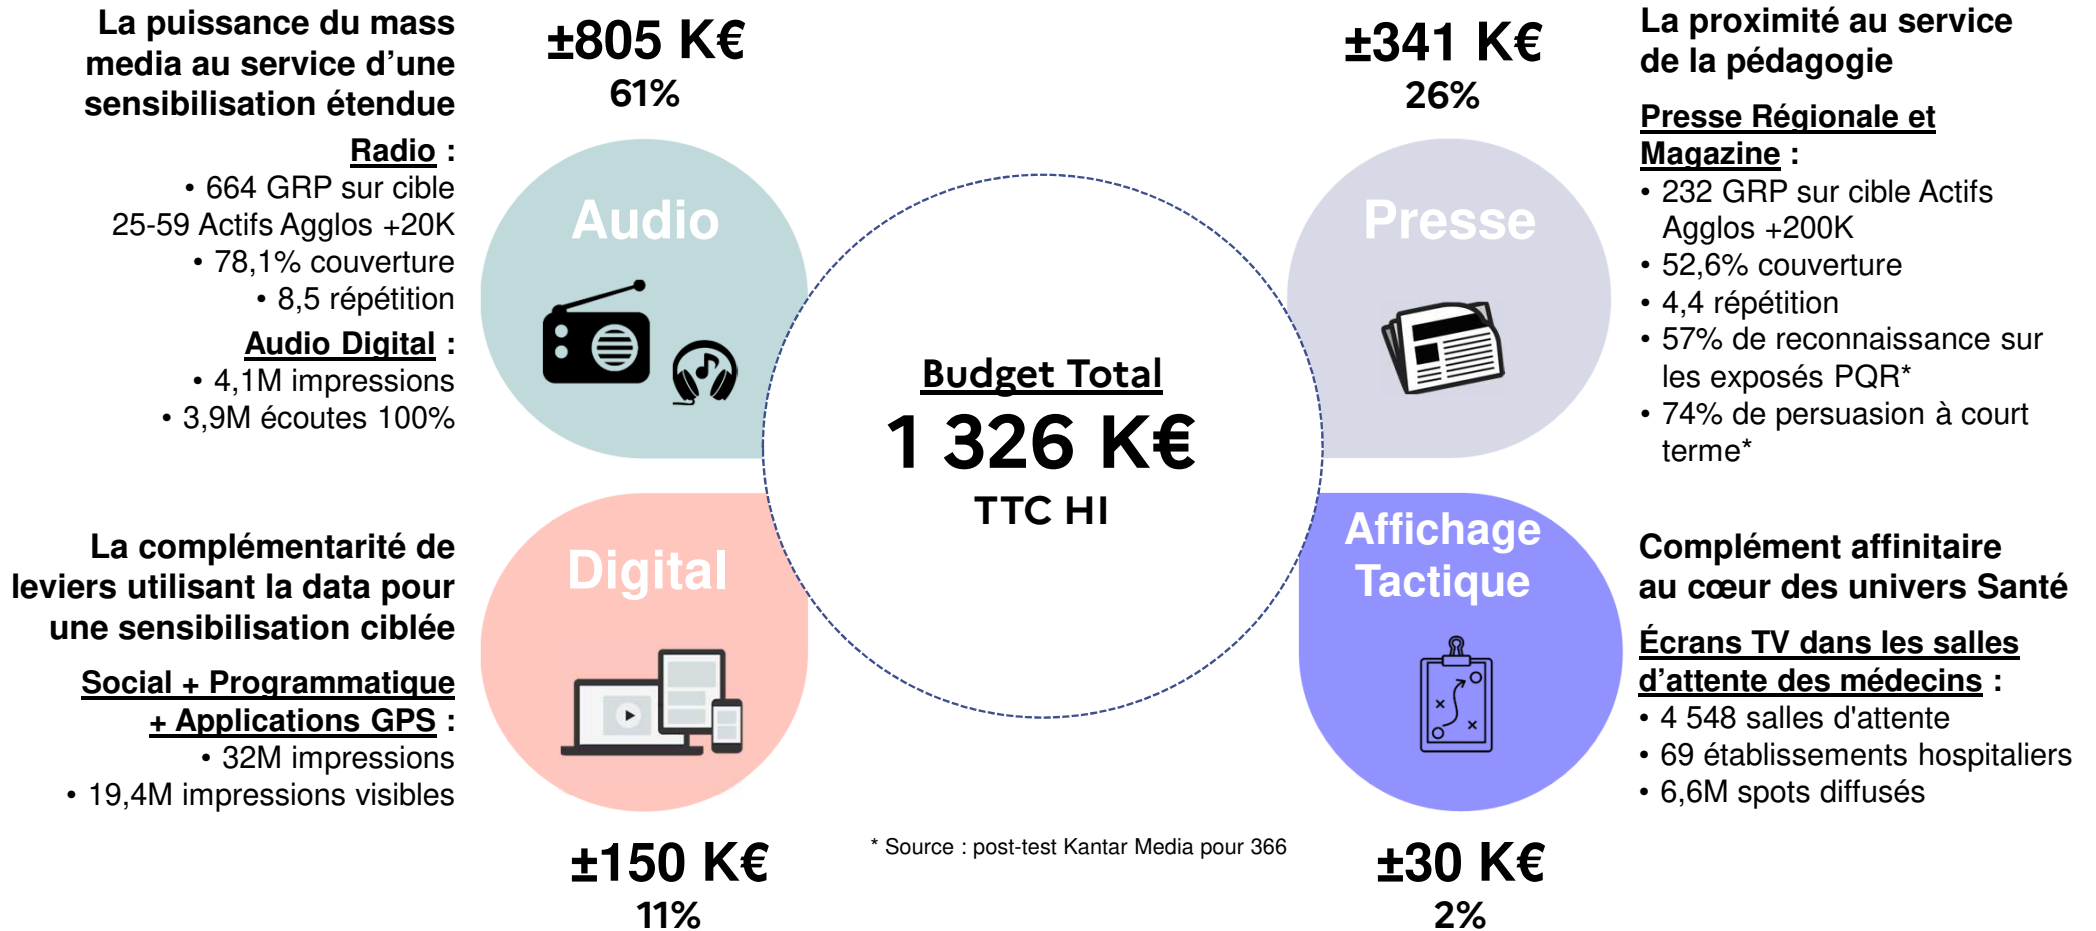 La puissance du mass
media au service d’une
sensibilisation étendue
Radio :
• 664 GRP sur cible
25-59 Actifs Agglos +20K
• 78,1% couverture
• 8,5 répétition
Audio Digital :
• 4,1M impressions
• 3,9M écoutes 100%
±805 K€
61%
Audio
±341 K€
26%
Presse
La proximité au service
de la pédagogie
Presse Régionale et
Magazine :
• 232 GRP sur cible Actifs
Agglos +200K
• 52,6% couverture
• 4,4 répétition
• 57% de reconnaissance sur
les exposés PQR*
• 74% de persuasion à court
terme*
Budget Total
1 326 K€
TTC HI
La complémentarité de
leviers utilisant la data pour
une sensibilisation ciblée
Social + Programmatique
+ Applications GPS :
• 32M impressions
• 19,4M impressions visibles
Digital
±150 K€
11%
Affichage
Tactique
±30 K€
2%
Complément affinitaire
au cœur des univers Santé
Écrans TV dans les salles
d’attente des médecins :
• 4 548 salles d'attente
• 69 établissements hospitaliers
• 6,6M spots diffusés
* Source : post-test Kantar Media pour 366